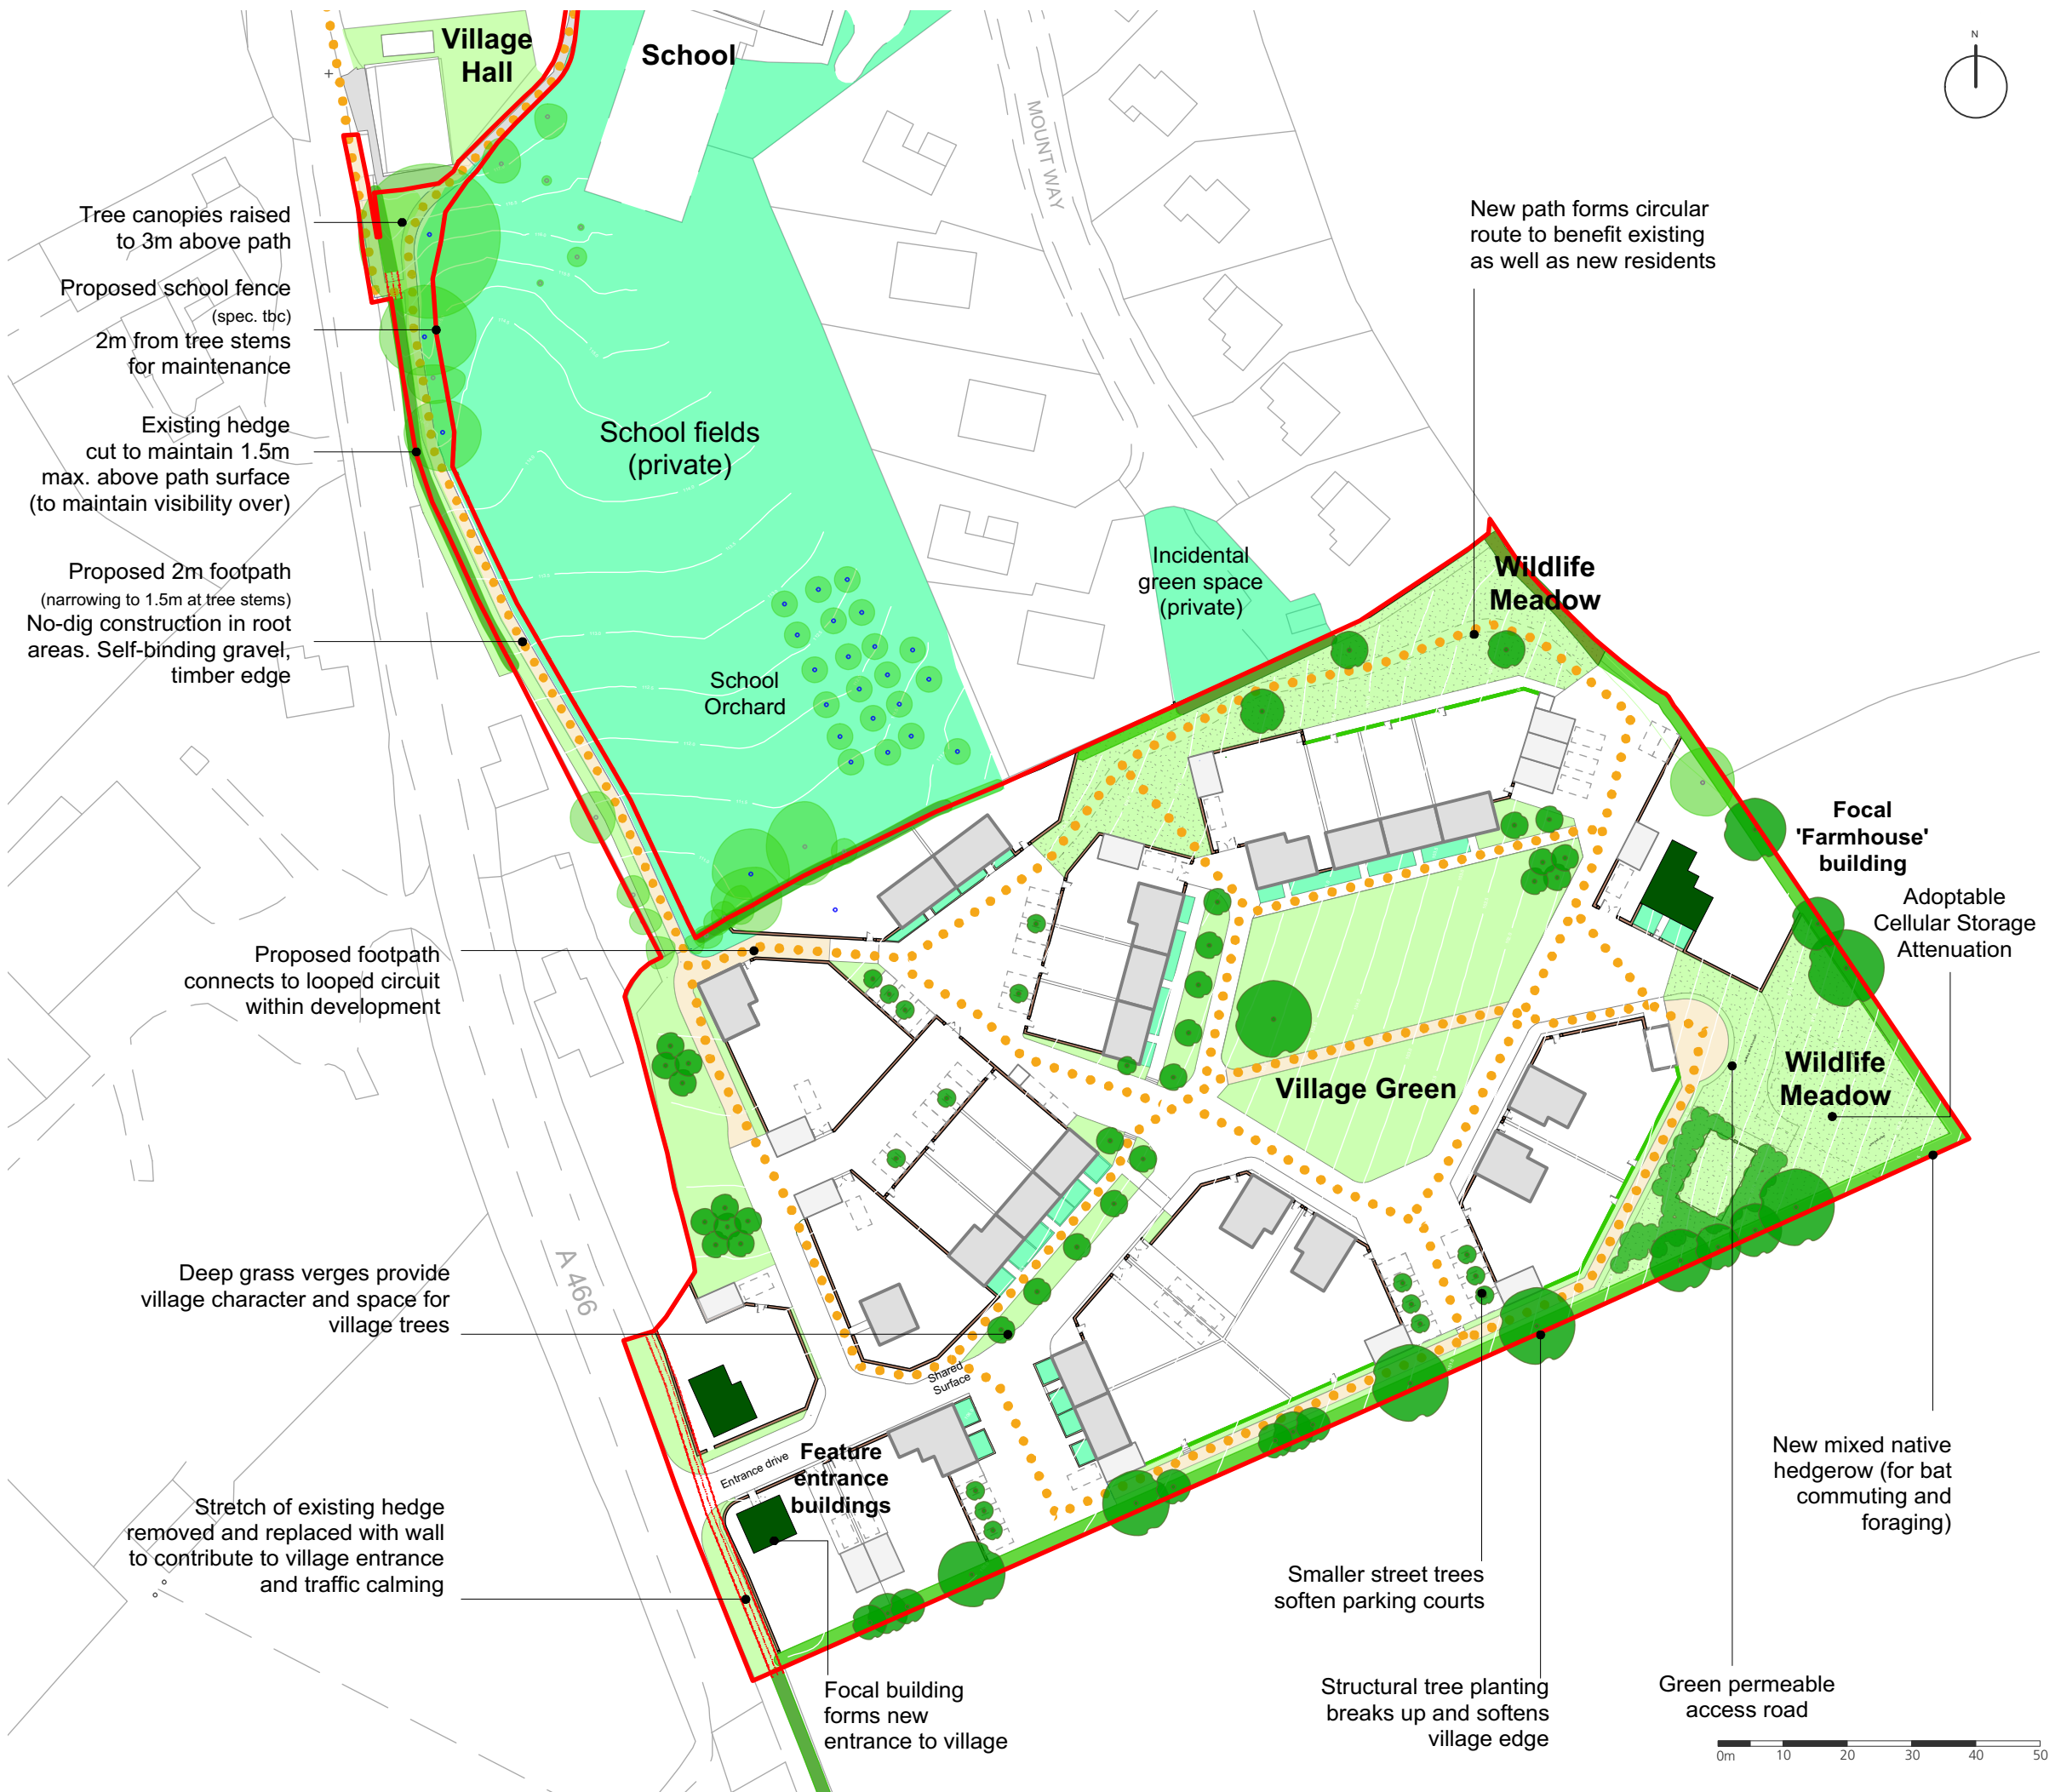 Village
Hall
School
N
MOUNT WAY
Tree canopies raised
to 3m above path
Proposed school fence
(spec. tbc)
2m from tree stems
for maintenance
Existing hedge
cut to maintain 1.5m
max. above path surface
(to maintain visibility over)
Proposed 2m footpath
(narrowing to 1.5m at tree stems)
No-dig construction in root
areas. Self-binding gravel,
timber edge
School fields
(private)
School
Orchard
Incidental
green space
(private)
New path forms circular
route to benefit existing
as well as new residents
Wildlife
Meadow
Focal
'Farmhouse'
building
Adoptable
Cellular Storage
Attenuation
Proposed footpath
connects to looped circuit
within development
Village Green
Wildlife
Meadow
A 466
Deep grass verges provide
village character and space for
village trees
Shared
Surface
Entrance drive
Feature
entrance
buildings
Stretch of existing hedge
removed and replaced with wall
to contribute to village entrance
and traffic calming
Focal building
forms new
entrance to village
Smaller street trees
soften parking courts
Structural tree planting
breaks up and softens
village edge
New mixed native
hedgerow (for bat
commuting and
foraging)
Green permeable
access road
0m 10 20 30 40 50